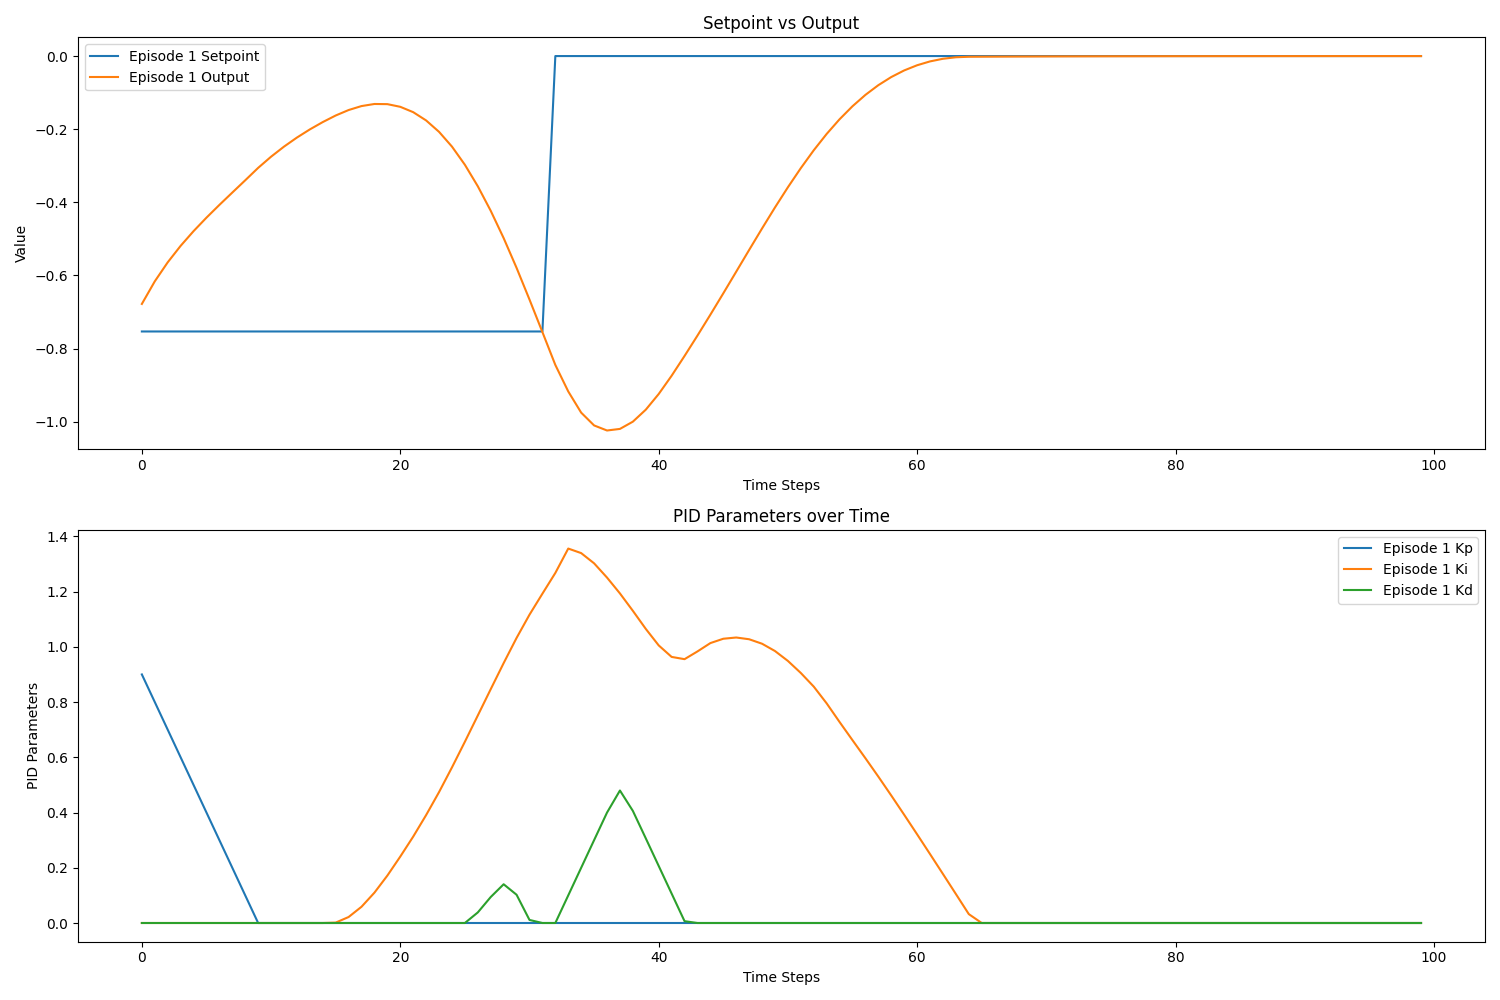 Setpoint vs Output
Episode 1 Setpoint
Episode 1 Output
Value
0.0
−0.2
−0.4
−0.6
−0.8
−1.0
0 20 40 60 80 100
Time Steps
PID Parameters over Time
Episode 1 Kp
Episode 1 Ki
Episode 1 Kd
PID Parameters
1.4
1.2
1.0
0.8
0.6
0.4
0.2
0.0
0 20 40 60 80 100
Time Steps